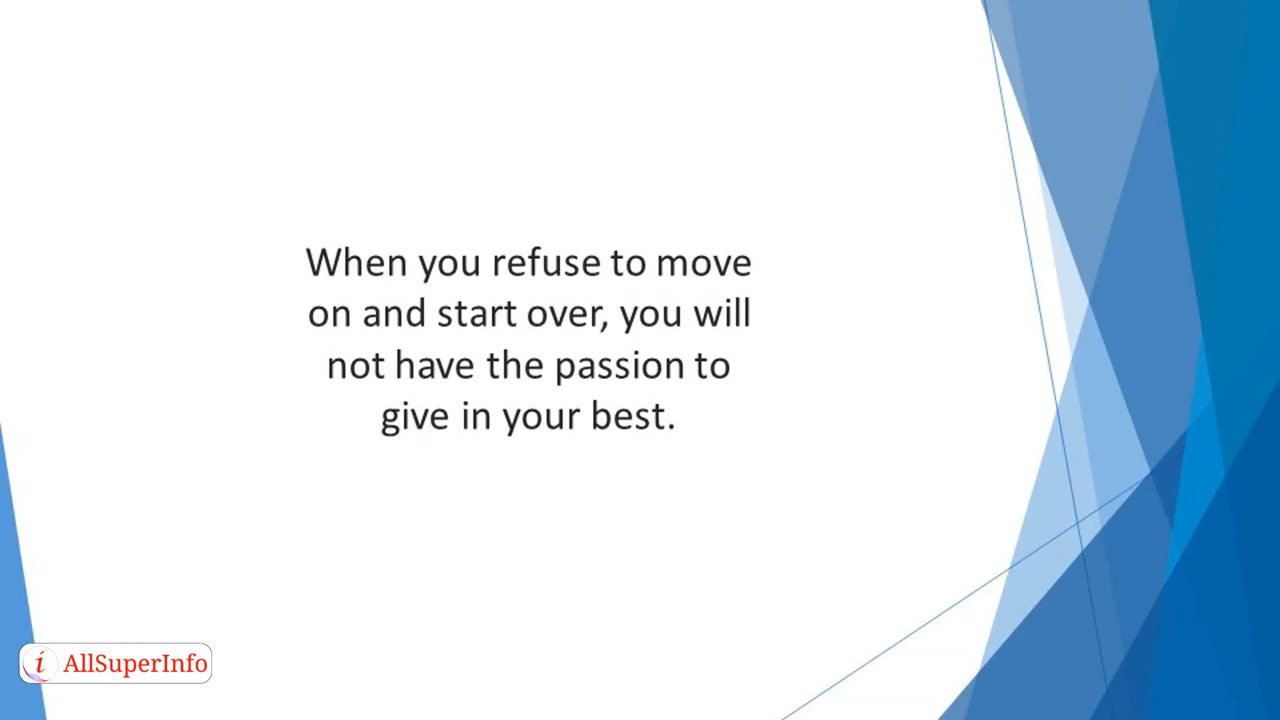 When you refuse to move
on and start over, you will
not have the passion to
give in your best.
i AllSuperInfo